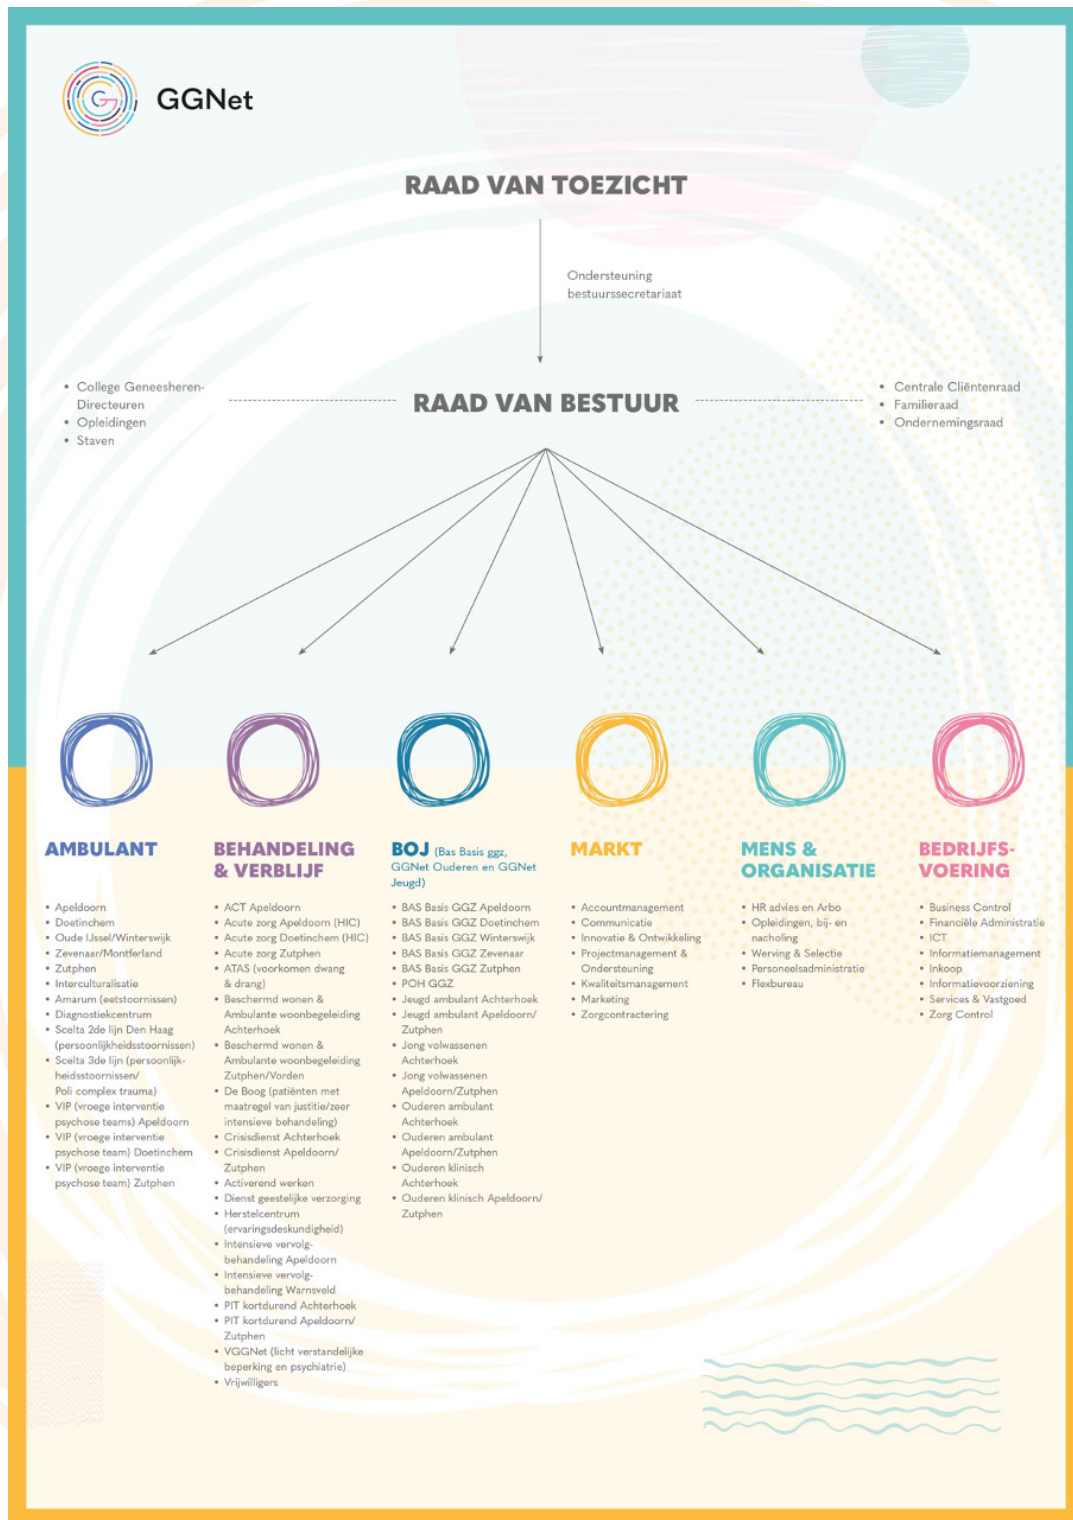 GGNet
RAAD VAN TOEZICHT
Ondersteuning
bestuurssecretariaat
• College Geneesheren-
Directeuren
• Opleidingen
• Staven
RAAD VAN BESTUUR
• Centrale Cliëntenraad
• Familieraad
• Ondernemingsraad
AMBULANT
• Apeldoorn
• Doetinchem
• Oude IJssel/Winterswijk
• Zevenaar/Montferland
• Zutphen
• Interculturalisatie
• Amarum (eetstoornissen)
• Diagnostiekcentrum
• Scelta 2de lijn Den Haag
(persoonlijkheidsstoornissen)
• Scelta 3de lijn (persoonlijk-
heidsstoornissen/
Poli complex trauma)
• VIP (vroege interventie
psychose teams) Apeldoorn
• VIP (vroege interventie
psychose team) Doetinchem
• VIP (vroege interventie
psychose team) Zutphen
BEHANDELING
& VERBLIJF
• ACT Apeldoorn
• Acute zorg Apeldoorn (HIC)
• Acute zorg Doetinchem (HIC)
• Acute zorg Zutphen
• ATAS (voorkomen dwang
& drang)
• Beschermd wonen &
Ambulante woonbegeleiding
Achterhoek
• Beschermd wonen &
Ambulante woonbegeleiding
Zutphen/Vorden
• De Boog (patiënten met
maatregel van justitie/zeer
intensieve behandeling)
• Crisisdienst Achterhoek
• Crisisdienst Apeldoorn/
Zutphen
• Activerend werken
• Dienst geestelijke verzorging
• Herstelcentrum
(ervaringsdeskundigheid)
• Intensieve vervolg-
behandeling Apeldoorn
• Intensieve vervolg-
behandeling Warnsveld
• PIT kortdurend Achterhoek
• PIT kortdurend Apeldoorn/
Zutphen
• VGGNet (licht verstandelijke
beperking en psychiatrie)
• Vrijwilligers
BOJ (Bas Basis ggz,
GGNet Ouderen en GGNet
Jeugd)
• BAS Basis GGZ Apeldoorn
• BAS Basis GGZ Doetinchem
• BAS Basis GGZ Winterswijk
• BAS Basis GGZ Zevenaar
• BAS Basis GGZ Zutphen
• POH GGZ
• Jeugd ambulant Achterhoek
• Jeugd ambulant Apeldoorn/
Zutphen
• Jong volwassenen
Achterhoek
• Jong volwassenen
Apeldoorn/Zutphen
• Ouderen ambulant
Achterhoek
• Ouderen ambulant
Apeldoorn/Zutphen
• Ouderen klinisch
Achterhoek
• Ouderen klinisch Apeldoorn/
Zutphen
MARKT
• Accountmanagement
• Communicatie
• Innovatie & Ontwikkeling
• Projectmanagement &
Ondersteuning
• Kwaliteitsmanagement
• Marketing
• Zorgcontractering
MENS &
ORGANISATIE
• HR advies en Arbo
• Opleidingen, bij- en
nacholing
• Werving & Selectie
• Personeelsadministratie
• Flexbureau
BEDRIJFS-
VOERING
• Business Control
• Financiële Administratie
• ICT
• Informatiemanagement
• Inkoop
• Informatievoorziening
• Services & Vastgoed
• Zorg Control